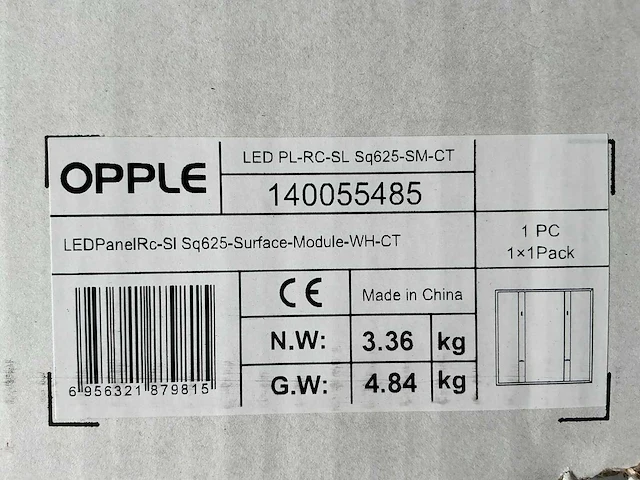 OPPLE
LED PL-RC-SL Sq625-SM-CT
140055485
LEDPanelRc-Sl Sq625-Surface-Module-WH-CT
1 PC
1×1Pack
CE
Made in China
N.W: 3.36 kg
G.W: 4.84 kg
6 956321 879815